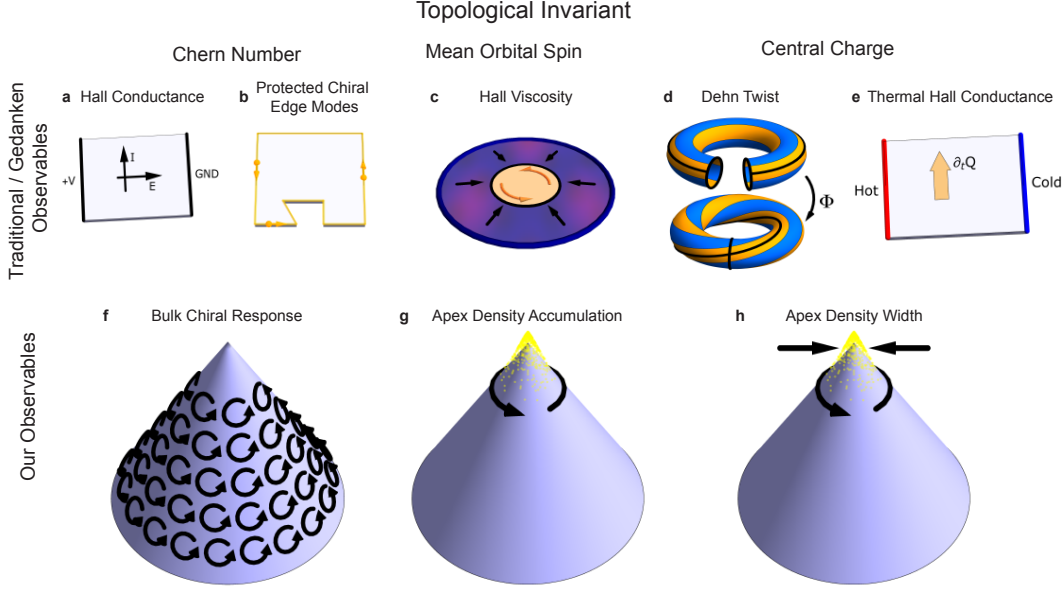 Topological Invariant
Chern Number
Mean Orbital Spin
Central Charge
Traditional / Gedanken
Observables
a Hall Conductance
+V
I
E
GND
b Protected Chiral
Edge Modes
c Hall Viscosity
d Dehn Twist
Φ
e Thermal Hall Conductance
Hot
∂tQ
Cold
Our Observables
f Bulk Chiral Response
g Apex Density Accumulation
h Apex Density Width